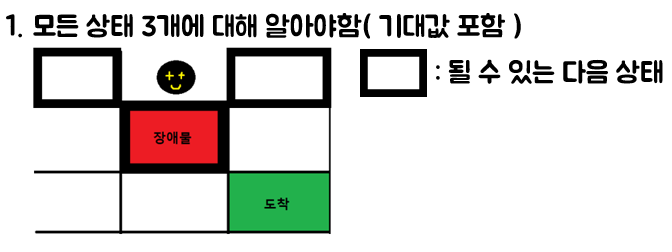 1. 모든 상태 3개에 대해 알아야함( 기대값 포함 )
: 될 수 있는 다음 상태
장애물
도착